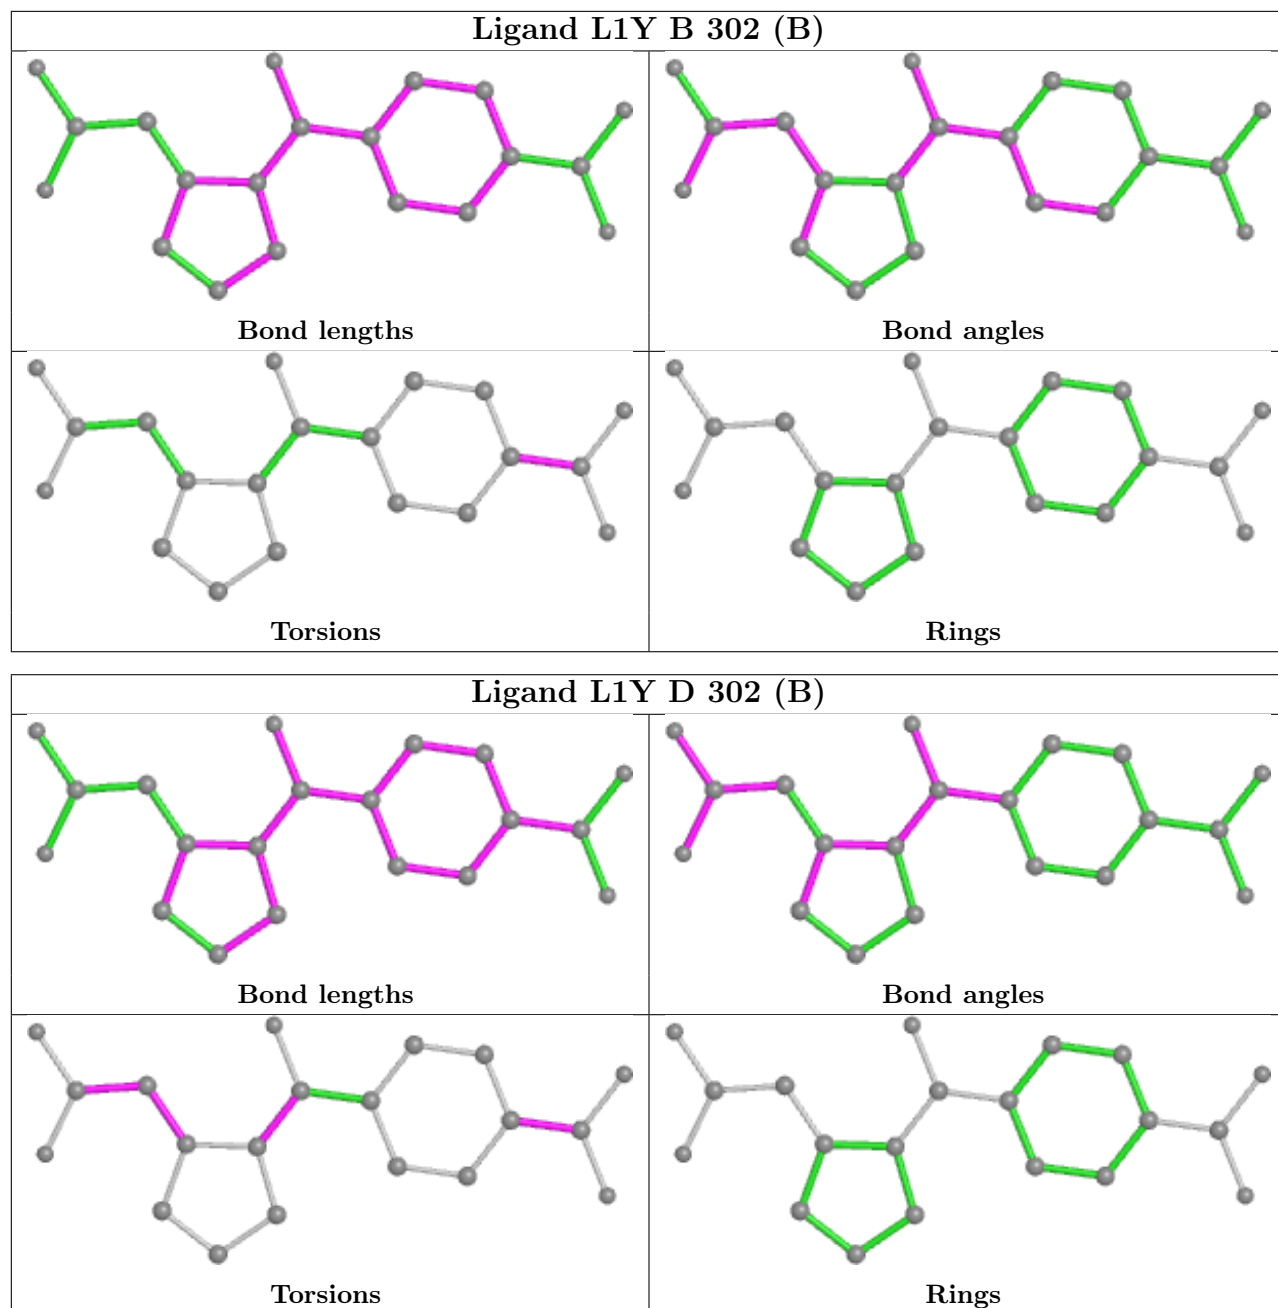 Ligand L1Y B 302 (B)
Bond lengths
Bond angles
Torsions
Rings
Ligand L1Y D 302 (B)
Bond lengths
Bond angles
Torsions
Rings